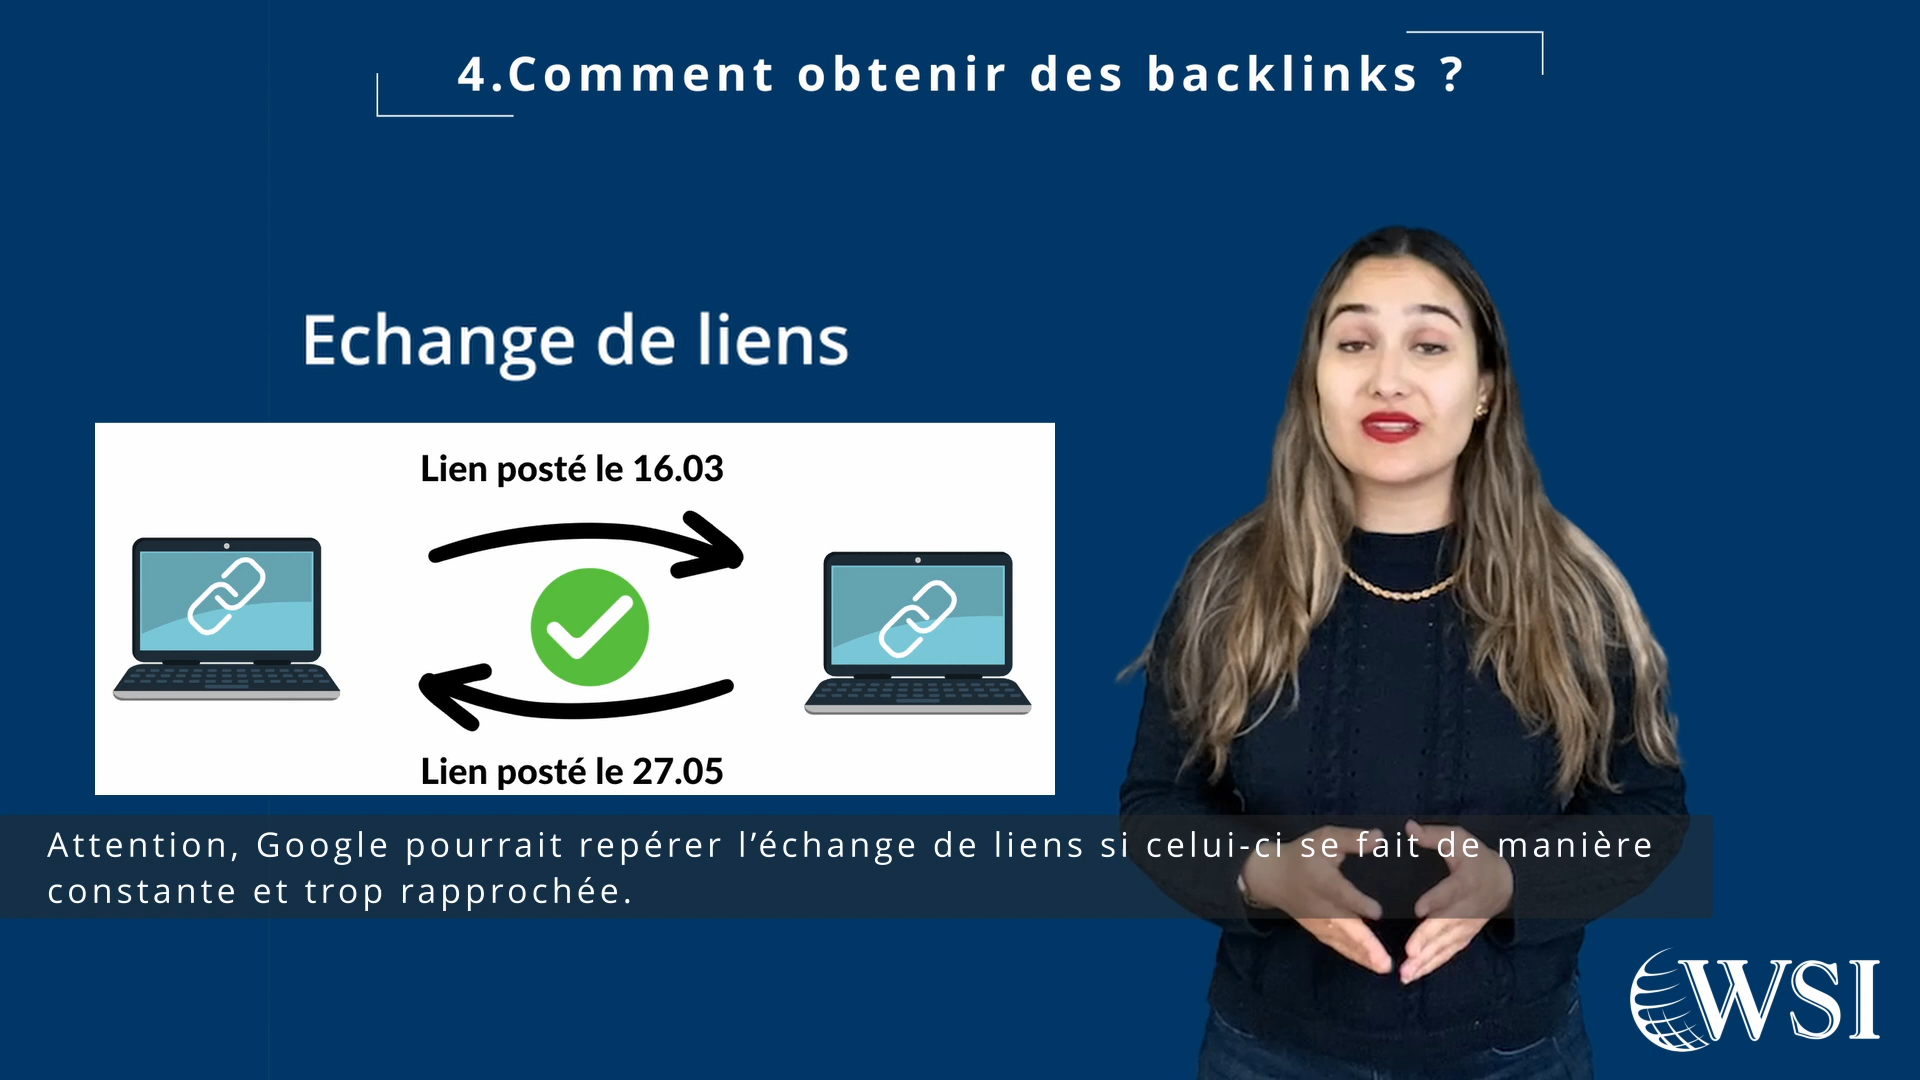 4.Comment obtenir des backlinks ?
Echange de liens
Lien posté le 16.03
Lien posté le 27.05
Attention, Google pourrait repérer l’échange de liens si celui-ci se fait de manière
constante et trop rapprochée.
WSI